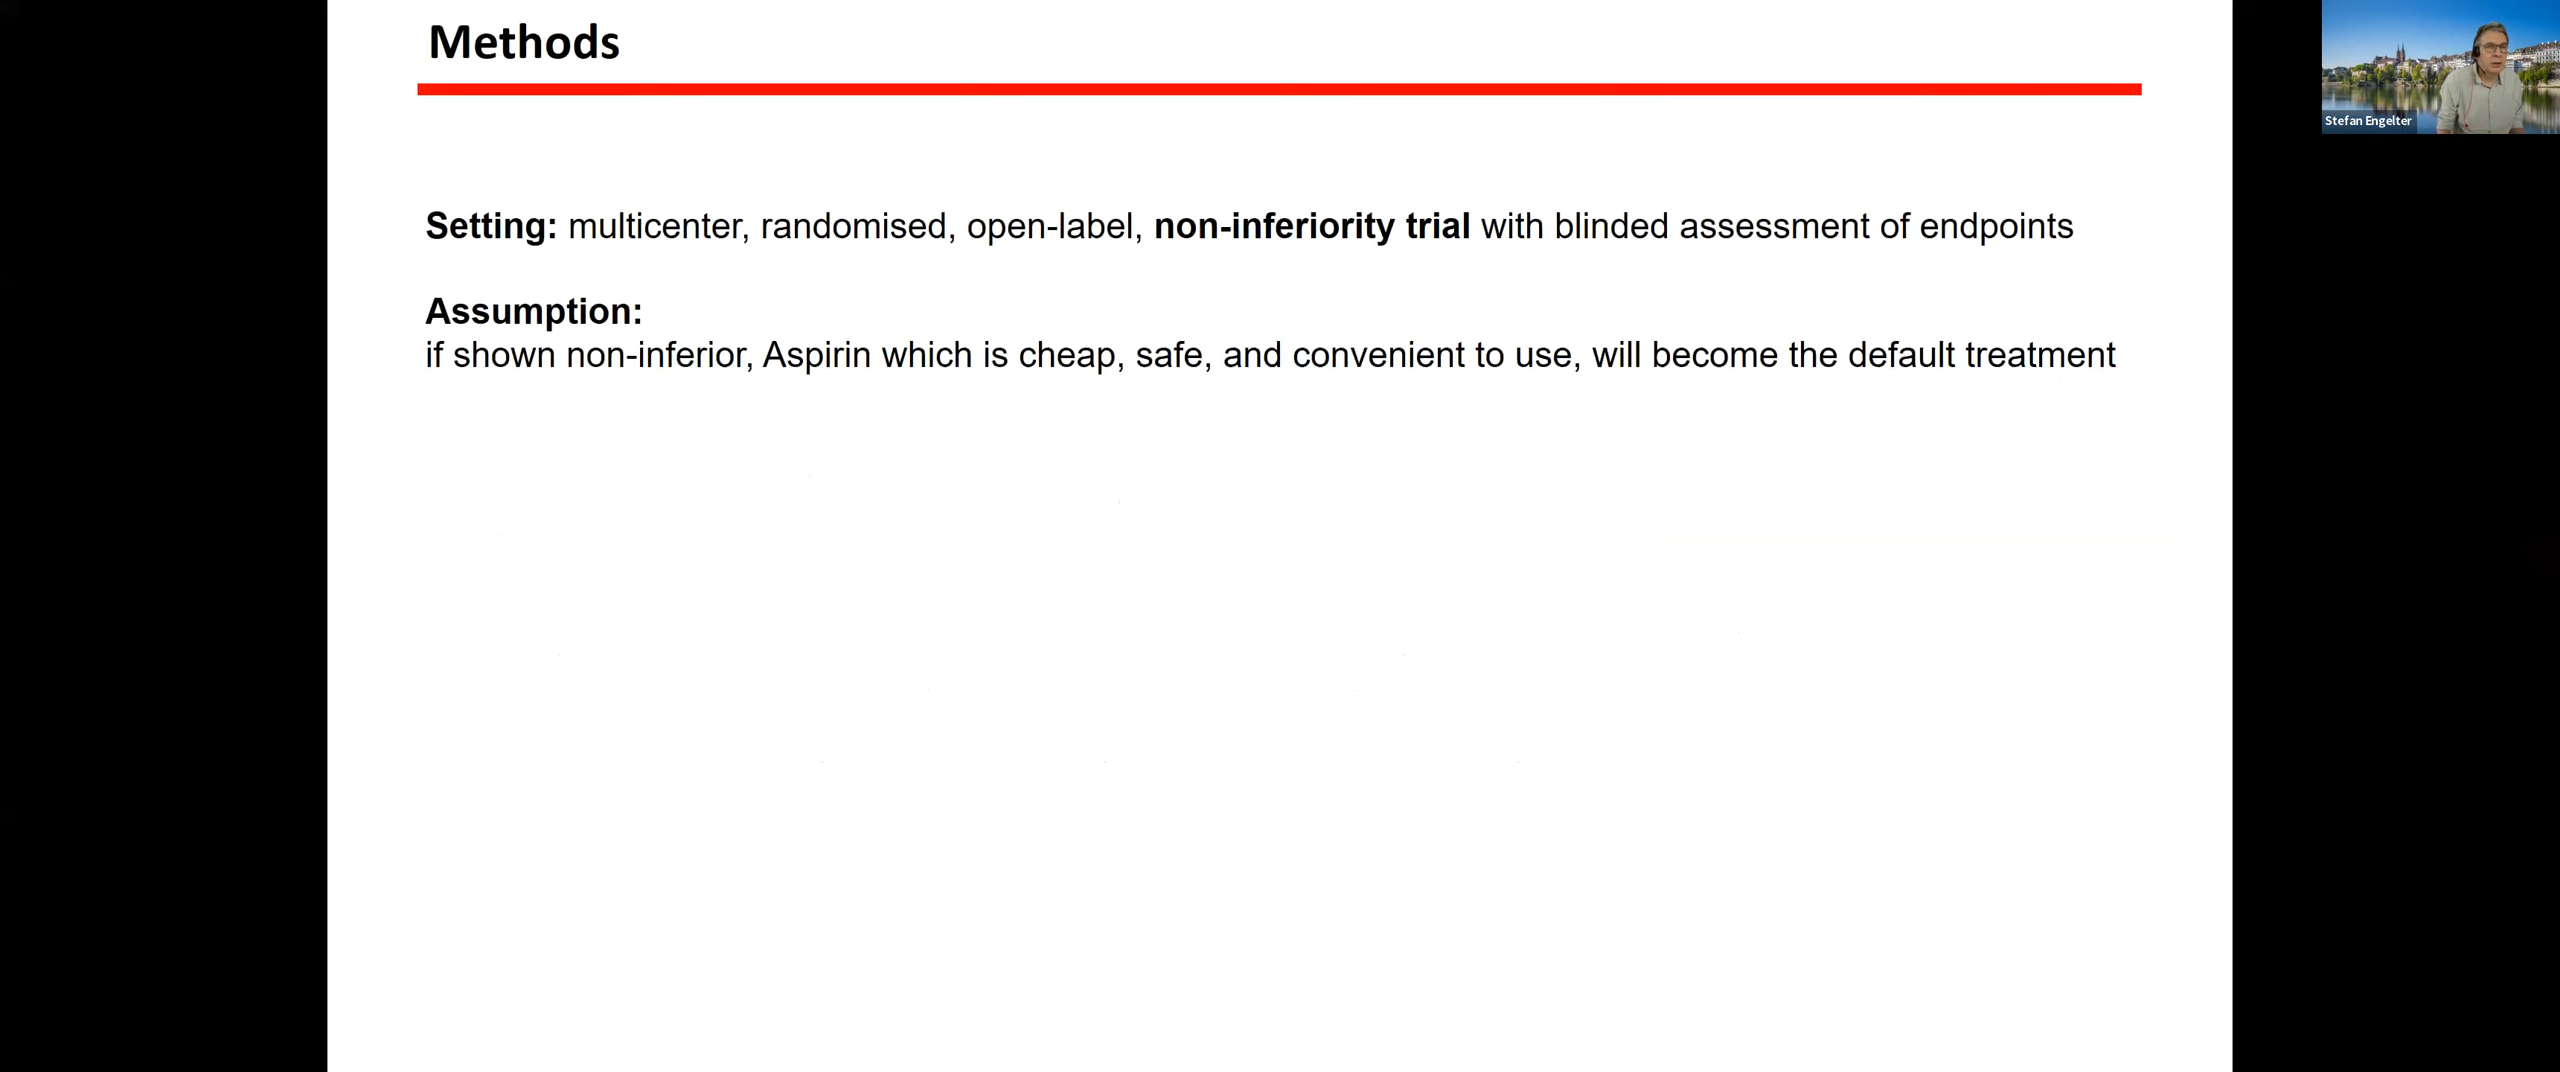 Methods
Stefan Engelter
Setting: multicenter, randomised, open-label, non-inferiority trial with blinded assessment of endpoints
Assumption:
if shown non-inferior, Aspirin which is cheap, safe, and convenient to use, will become the default treatment